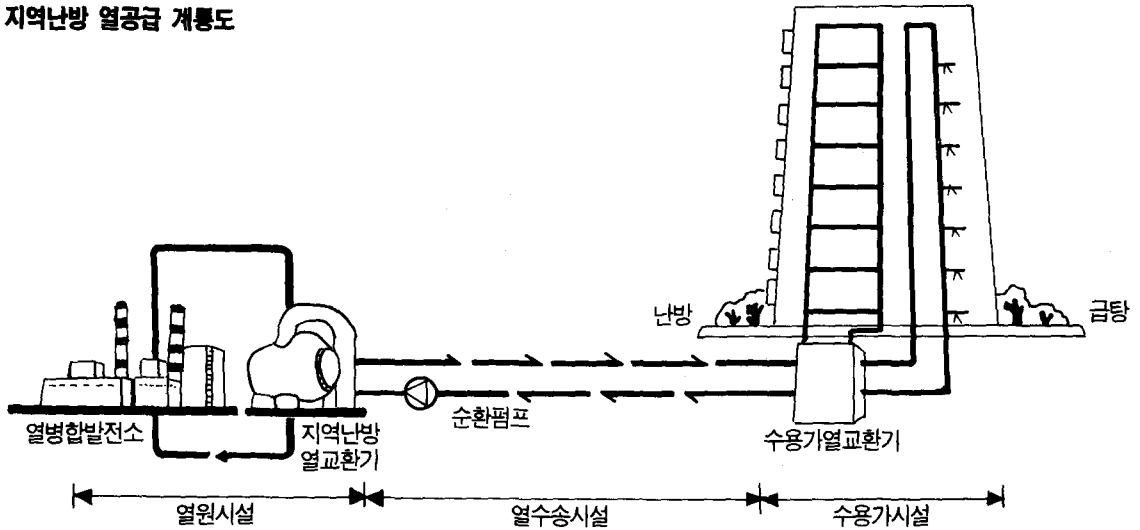 지역난방 열공급 계통도
난방
급탕
순환펌프
열병합발전소
지역난방
열교환기
수용가열교환기
열원시설
열수송시설
수용가시설